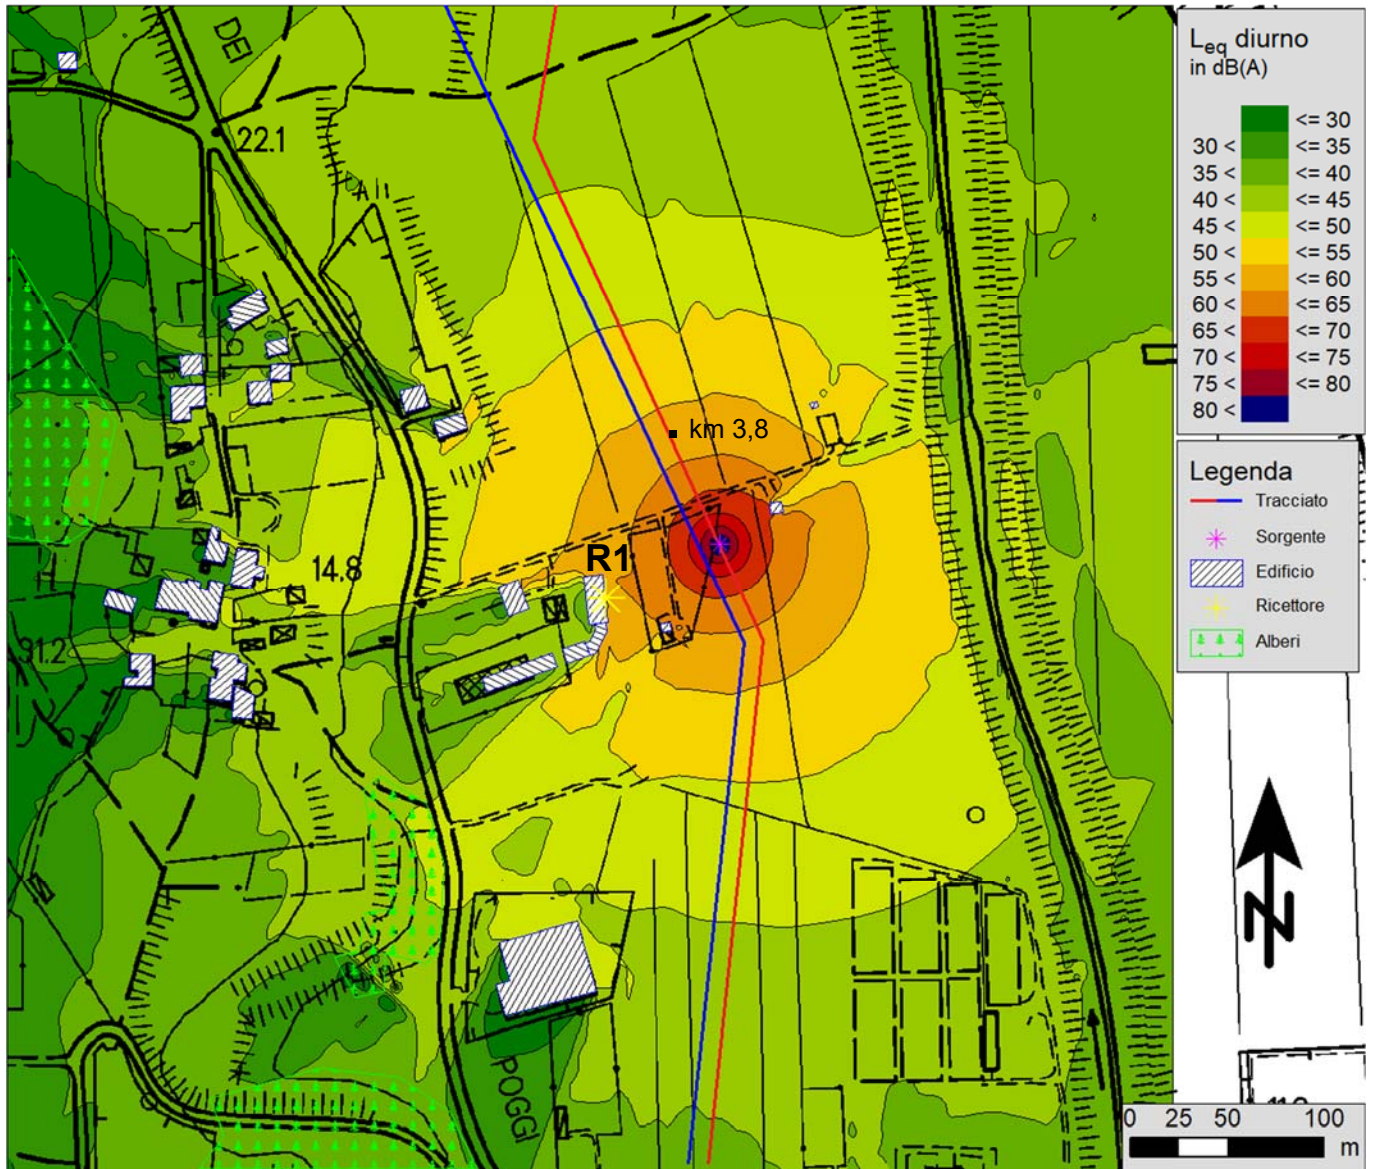 DEI
22.1
km 3,8
R1
14.8
91.2
POGGI
L_eq diurno
in dB(A)
<= 30
30 < <= 35
35 < <= 40
40 < <= 45
45 < <= 50
50 < <= 55
55 < <= 60
60 < <= 65
65 < <= 70
70 < <= 75
75 < <= 80
80 <
Legenda
Tracciato
Sorgente
Edificio
Ricettore
Alberi
N
0 25 50 100
m